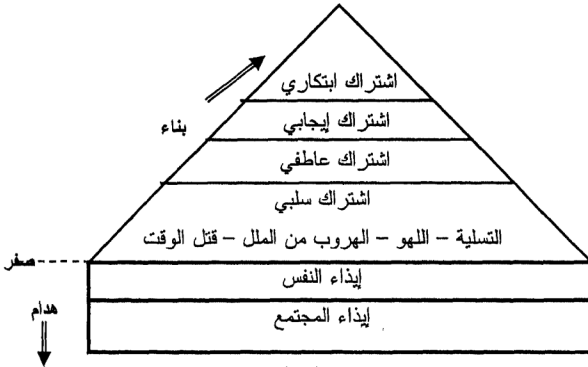 اشتراك ابتكاري
بناء
اشتراك إيجابي
اشتراك عاطفي
اشتراك سلبي
التسلية – اللهو – الهروب من الملل – قتل الوقت
صفر
إيذاء النفس
هدام
إيذاء المجتمع